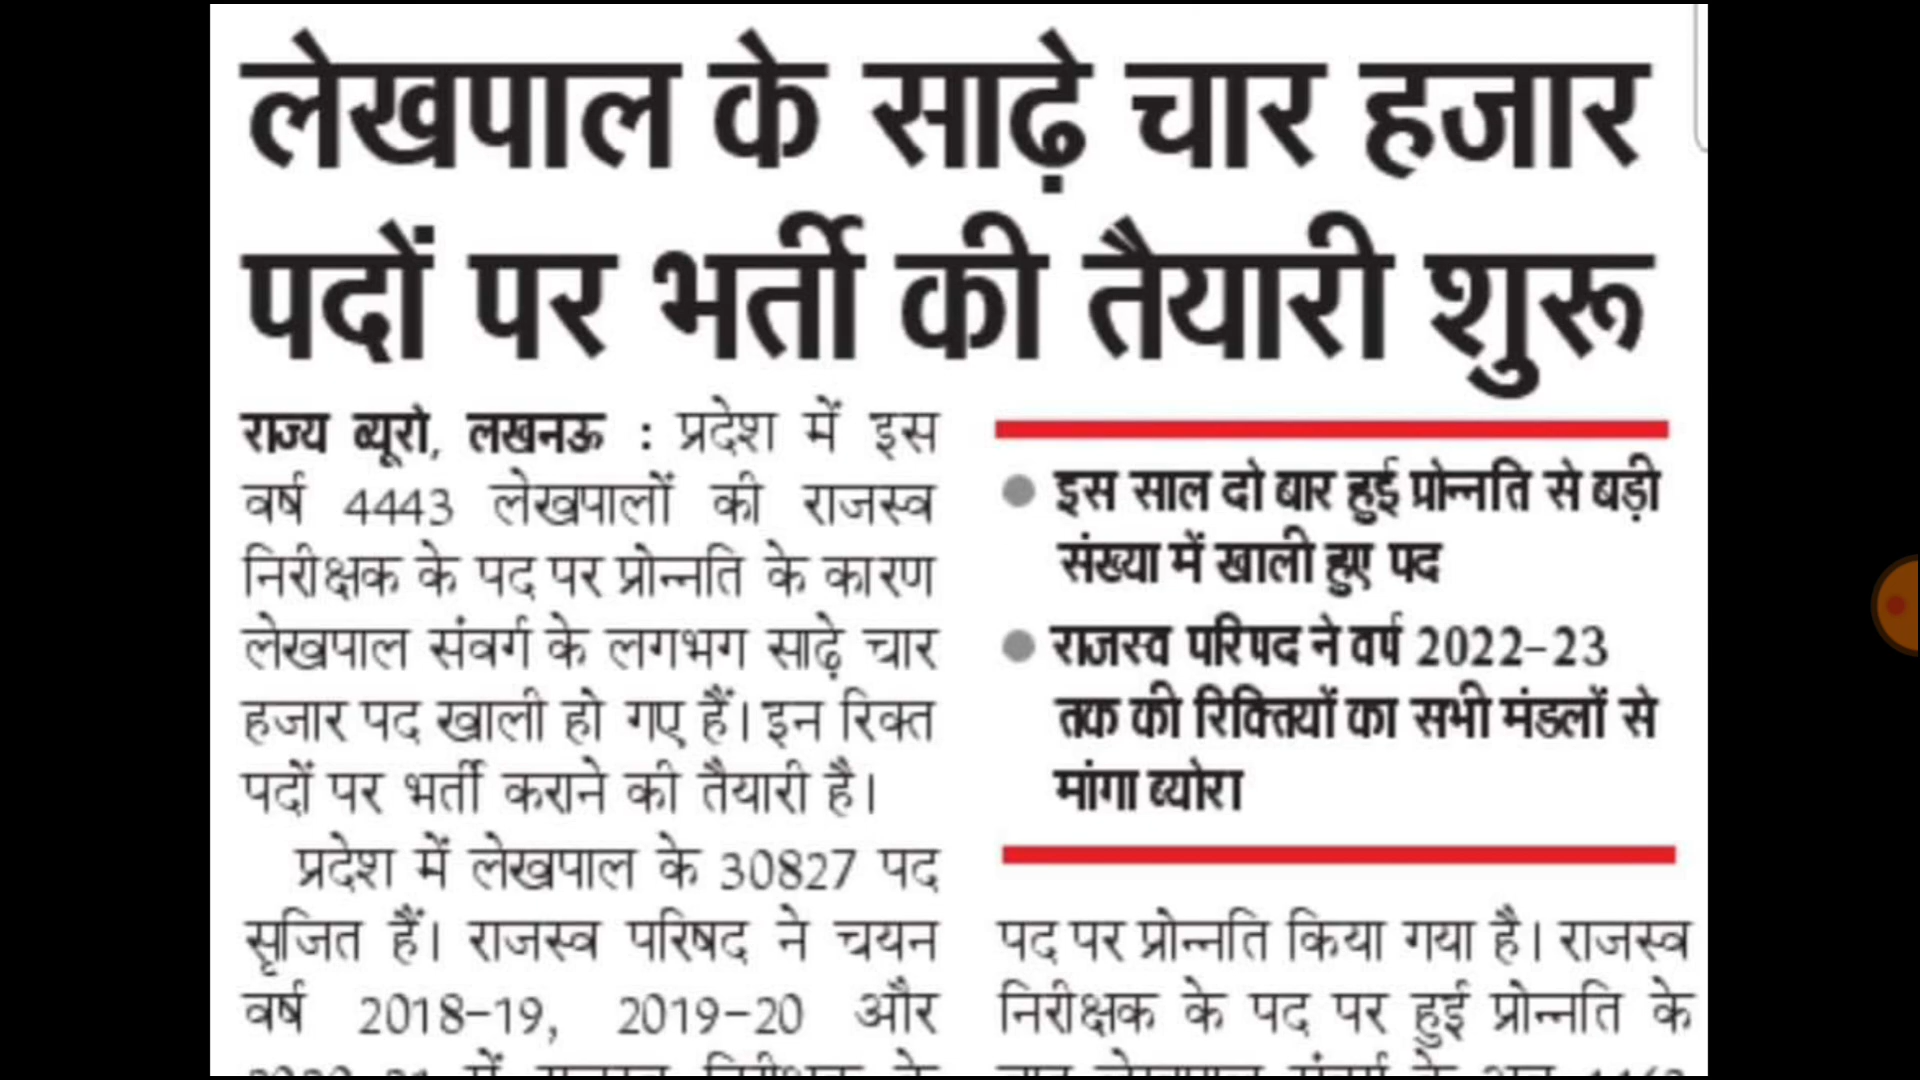 लेखपाल के साढ़े चार हजार
पदों पर भर्ती की तैयारी शुरू
राज्य ब्यूरो, लखनऊ : प्रदेश में इस
वर्ष 4443 लेखपालों की राजस्व
निरीक्षक के पद पर प्रोन्नति के कारण
लेखपाल संवर्ग के लगभग साढ़े चार
हजार पद खाली हो गए हैं। इन रिक्त
पदों पर भर्ती कराने की तैयारी है।
प्रदेश में लेखपाल के 30827 पद
सृजित हैं। राजस्व परिषद ने चयन
वर्ष 2018-19, 2019-20 और
इस साल दो बार हुई प्रोन्नति से बड़ी
संख्या में खाली हुए पद
राजस्व परिषद ने वर्ष 2022-23
तक की रिक्तियों का सभी मंडलों से
मांगा ब्योरा
पद पर प्रोन्नति किया गया है। राजस्व
निरीक्षक के पद पर हुई प्रोन्नति के